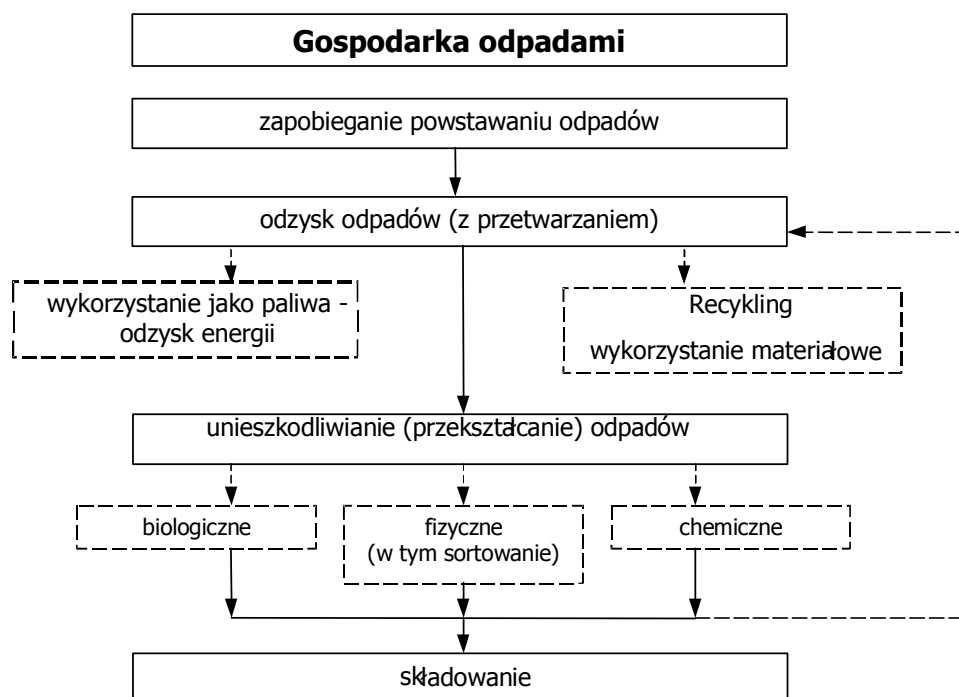 Gospodarka odpadami
zapobieganie powstawaniu odpadów
odzysk odpadów (z przetwarzaniem)
wykorzystanie jako paliwa -
odzysk energii
Recykling
wykorzystanie materiałowe
unieszkodliwianie (przekształcanie) odpadów
biologiczne
fizyczne
(w tym sortowanie)
chemiczne
składowanie